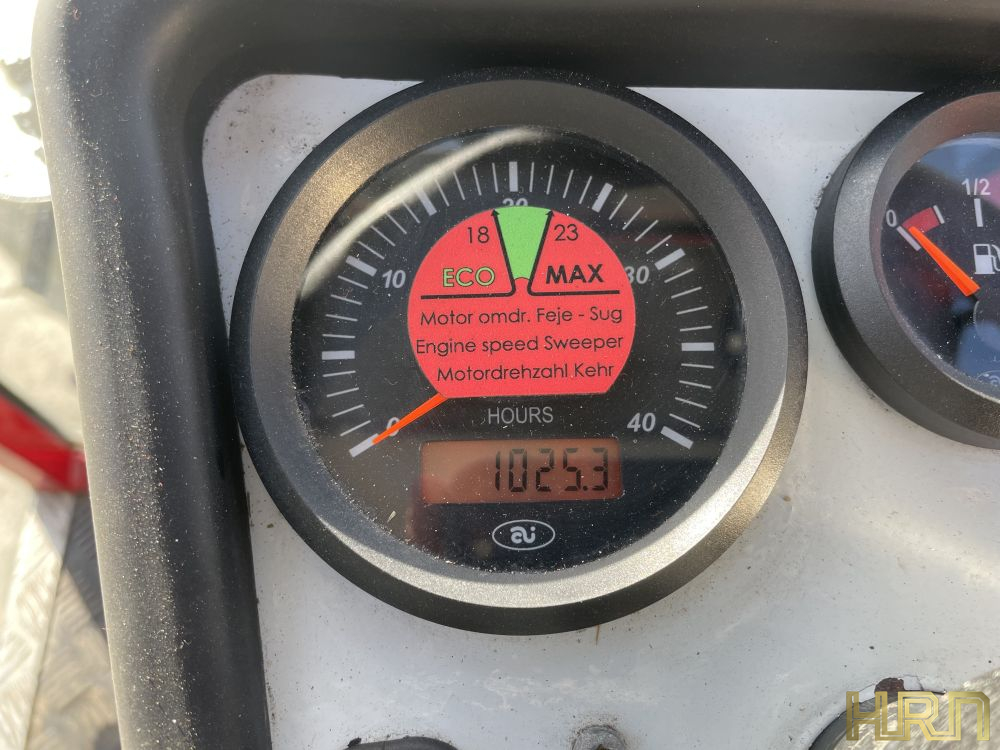 20
18
23
10
30
ECO
MAX
Motor omdr. Feje - Sug
Engine speed Sweeper
Motordrehzahl Kehr
0
HOURS
40
1025.3
1/2
0
HRN